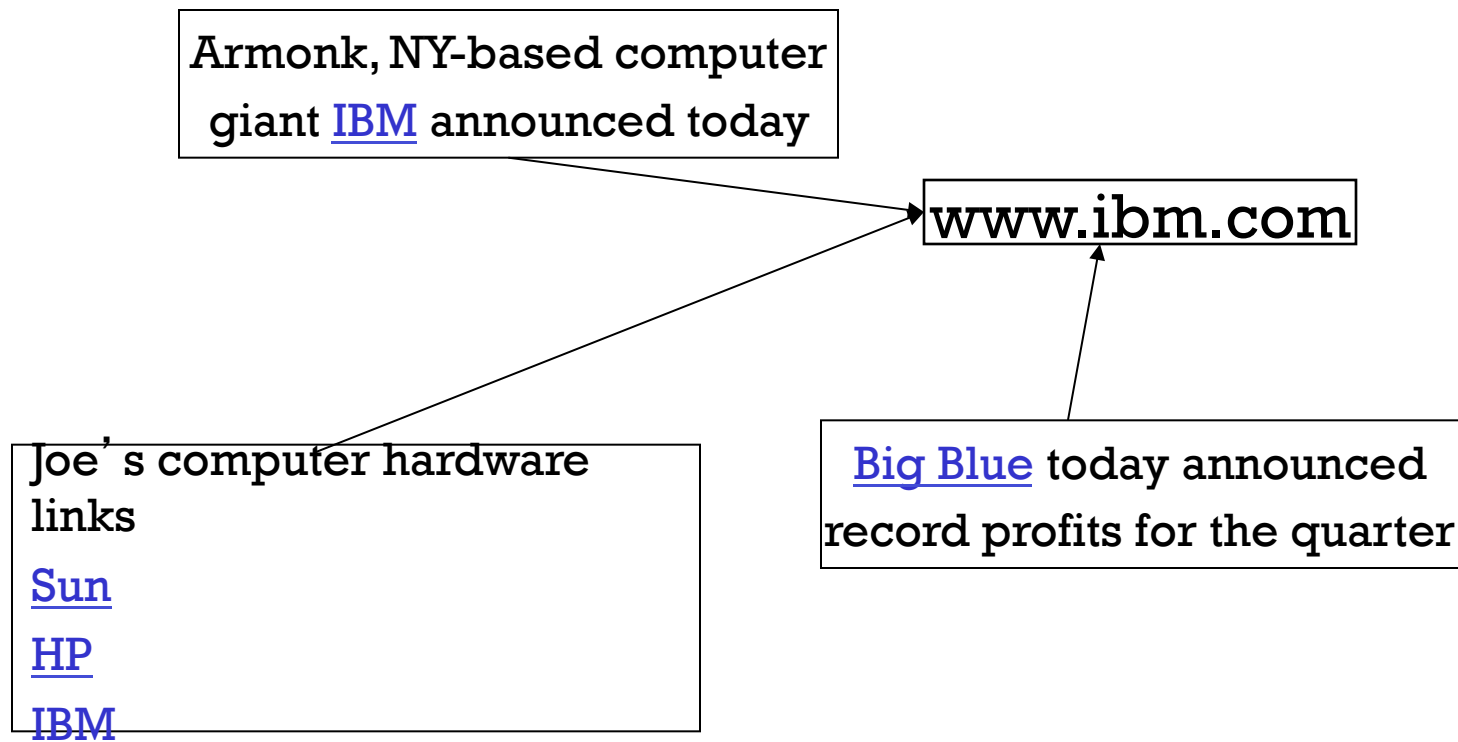 Armonk, NY-based computer
giant IBM announced today
www.ibm.com
Joe’s computer hardware
links
Sun
HP
IBM
Big Blue today announced
record profits for the quarter